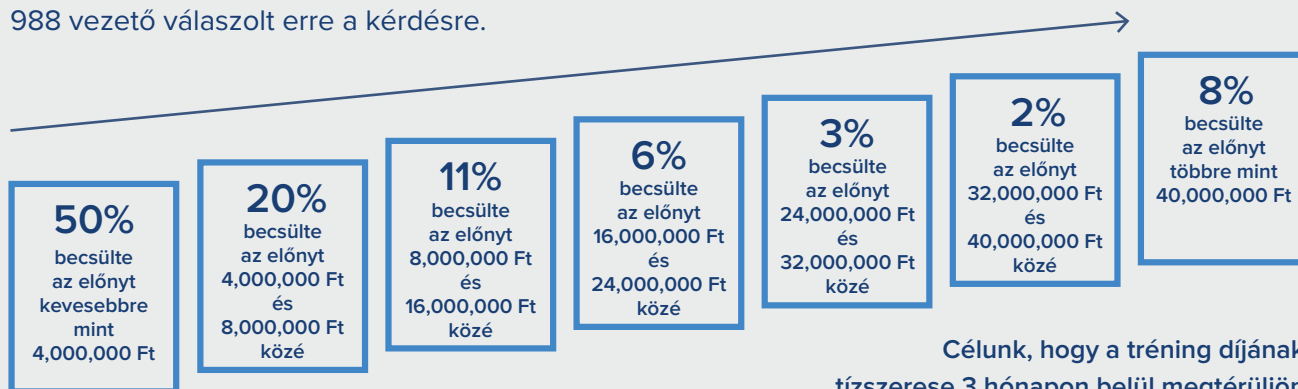 988 vezető válaszolt erre a kérdésre.
50%
becsülte
az előnyt
kevesebbre
mint
4,000,000 Ft
20%
becsülte
az előnyt
4,000,000 Ft
és
8,000,000 Ft
közé
11%
becsülte
az előnyt
8,000,000 Ft
és
16,000,000 Ft
közé
6%
becsülte
az előnyt
16,000,000 Ft
és
24,000,000 Ft
közé
3%
becsülte
az előnyt
24,000,000 Ft
és
32,000,000 Ft
közé
2%
becsülte
az előnyt
32,000,000 Ft
és
40,000,000 Ft
közé
8%
becsülte
az előnyt
többre mint
40,000,000 Ft
Célunk, hogy a tréning díjának
tízszerese 3 hónapon belül megtérüljön